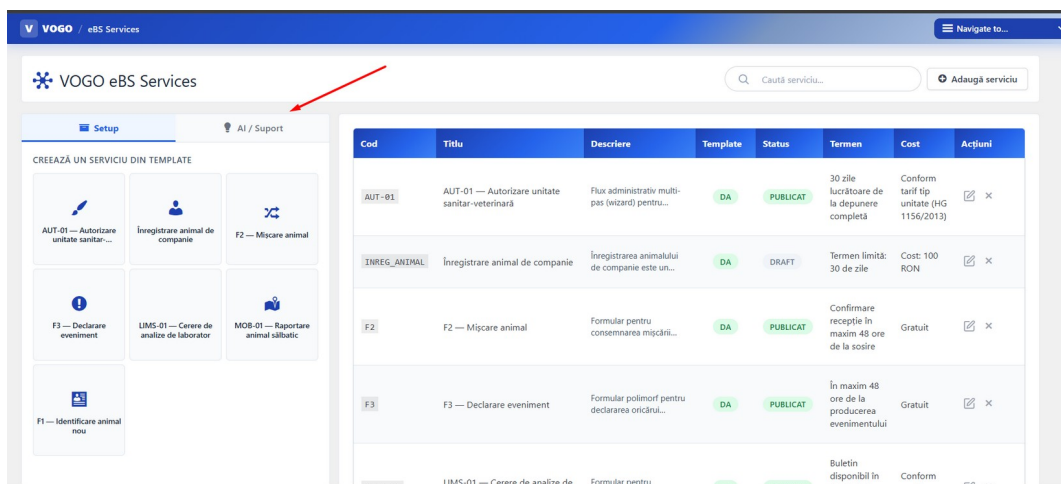 V VOGO / eBS Services
Navigate to...
VOGO eBS Services
Caută serviciu...
Adaugă serviciu
Setup
AI / Suport
CREEAZĂ UN SERVICIU DIN TEMPLATE
AUT-01 — Autorizare
unitate sanitar-...
Înregistrare animal de
companie
F2 — Mișcare animal
F3 — Declarare
eveniment
LIMS-01 — Cerere de
analize de laborator
MOB-01 — Raportare
animal sălbatic
F1 — Identificare animal
nou
Cod Titlu Descriere Template Status Termen Cost Acțiuni
AUT-01
AUT-01 — Autorizare unitate
sanitar-veterinară
Flux administrativ multi-
pas (wizard) pentru...
DA
PUBLICAT
30 zile
lucrătoare de
la depunere
completă
Conform
tarif tip
unitate (HG
1156/2013)
INREG_ANIMAL
Înregistrare animal de companie
Înregistrarea animalului
de companie este un...
DA
DRAFT
Termen limită:
30 de zile
Cost: 100
RON
F2
F2 — Mișcare animal
Formular pentru
consemnarea mișcării...
DA
PUBLICAT
Confirmare
recepție în
maxim 48 ore
de la sosire
Gratuit
F3
F3 — Declarare eveniment
Formular polimorf pentru
declararea oricărui...
DA
PUBLICAT
În maxim 48
ore de la
producerea
evenimentului
Gratuit
LIMS-01 — Cerere de analize de
Formular pentru
Buletin
disponibil în
Conform